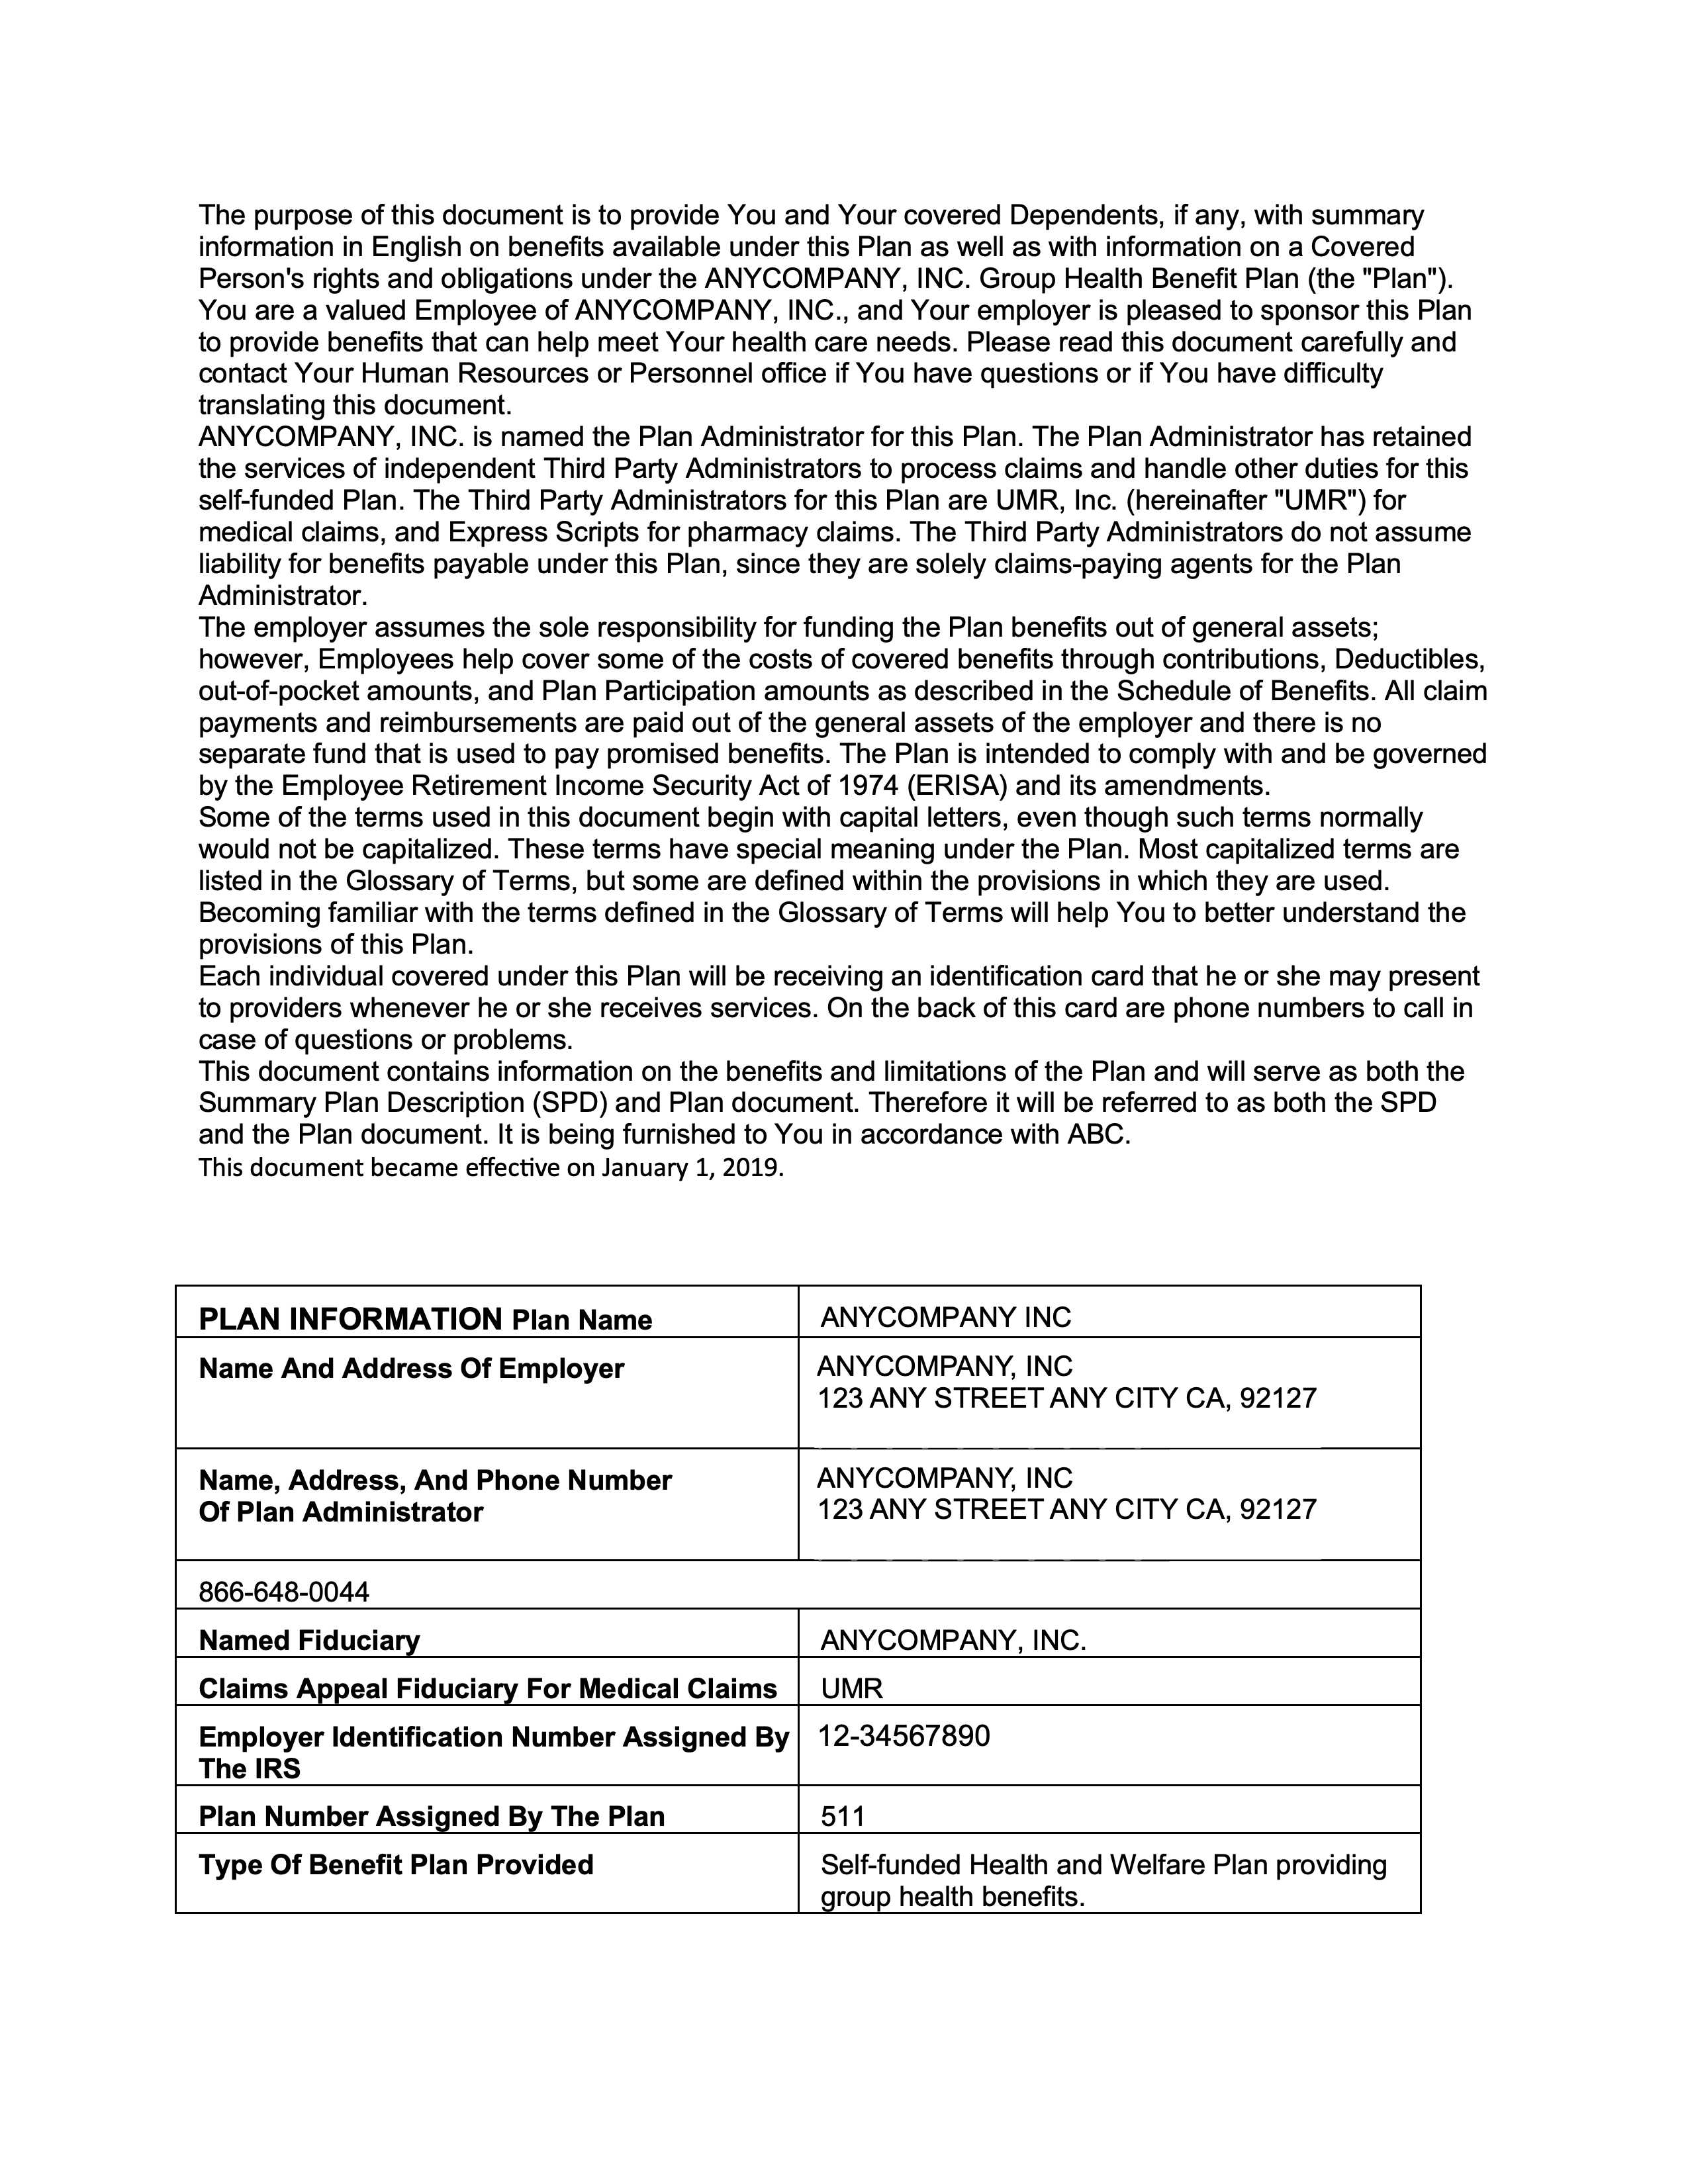 The purpose of this document is to provide You and Your covered Dependents, if any, with summary
information in English on benefits available under this Plan as well as with information on a Covered
Person's rights and obligations under the ANYCOMPANY, INC. Group Health Benefit Plan (the "Plan").
You are a valued Employee of ANYCOMPANY, INC., and Your employer is pleased to sponsor this Plan
to provide benefits that can help meet Your health care needs. Please read this document carefully and
contact Your Human Resources or Personnel office if You have questions or if You have difficulty
translating this document.
ANYCOMPANY, INC. is named the Plan Administrator for this Plan. The Plan Administrator has retained
the services of independent Third Party Administrators to process claims and handle other duties for this
self-funded Plan. The Third Party Administrators for this Plan are UMR, Inc. (hereinafter "UMR") for
medical claims, and Express Scripts for pharmacy claims. The Third Party Administrators do not assume
liability for benefits payable under this Plan, since they are solely claims-paying agents for the Plan
Administrator.
The employer assumes the sole responsibility for funding the Plan benefits out of general assets;
however, Employees help cover some of the costs of covered benefits through contributions, Deductibles,
out-of-pocket amounts, and Plan Participation amounts as described in the Schedule of Benefits. All claim
payments and reimbursements are paid out of the general assets of the employer and there is no
separate fund that is used to pay promised benefits. The Plan is intended to comply with and be governed
by the Employee Retirement Income Security Act of 1974 (ERISA) and its amendments.
Some of the terms used in this document begin with capital letters, even though such terms normally
would not be capitalized. These terms have special meaning under the Plan. Most capitalized terms are
listed in the Glossary of Terms, but some are defined within the provisions in which they are used.
Becoming familiar with the terms defined in the Glossary of Terms will help You to better understand the
provisions of this Plan.
Each individual covered under this Plan will be receiving an identification card that he or she may present
to providers whenever he or she receives services. On the back of this card are phone numbers to call in
case of questions or problems.
This document contains information on the benefits and limitations of the Plan and will serve as both the
Summary Plan Description (SPD) and Plan document. Therefore it will be referred to as both the SPD
and the Plan document. It is being furnished to You in accordance with ABC.
This document became effective on January 1, 2019.
PLAN INFORMATION Plan Name ANYCOMPANY INC
Name And Address Of Employer ANYCOMPANY, INC
123 ANY STREET ANY CITY CA, 92127
Name, Address, And Phone Number ANYCOMPANY, INC
Of Plan Administrator 123 ANY STREET ANY CITY CA, 92127
866-648-0044
Named Fiduciary ANYCOMPANY, INC.
Claims Appeal Fiduciary For Medical Claims UMR
Employer Identification Number Assigned By 12-34567890
The IRS
Plan Number Assigned By The Plan 511
Type Of Benefit Plan Provided Self-funded Health and Welfare Plan providing
group health benefits.